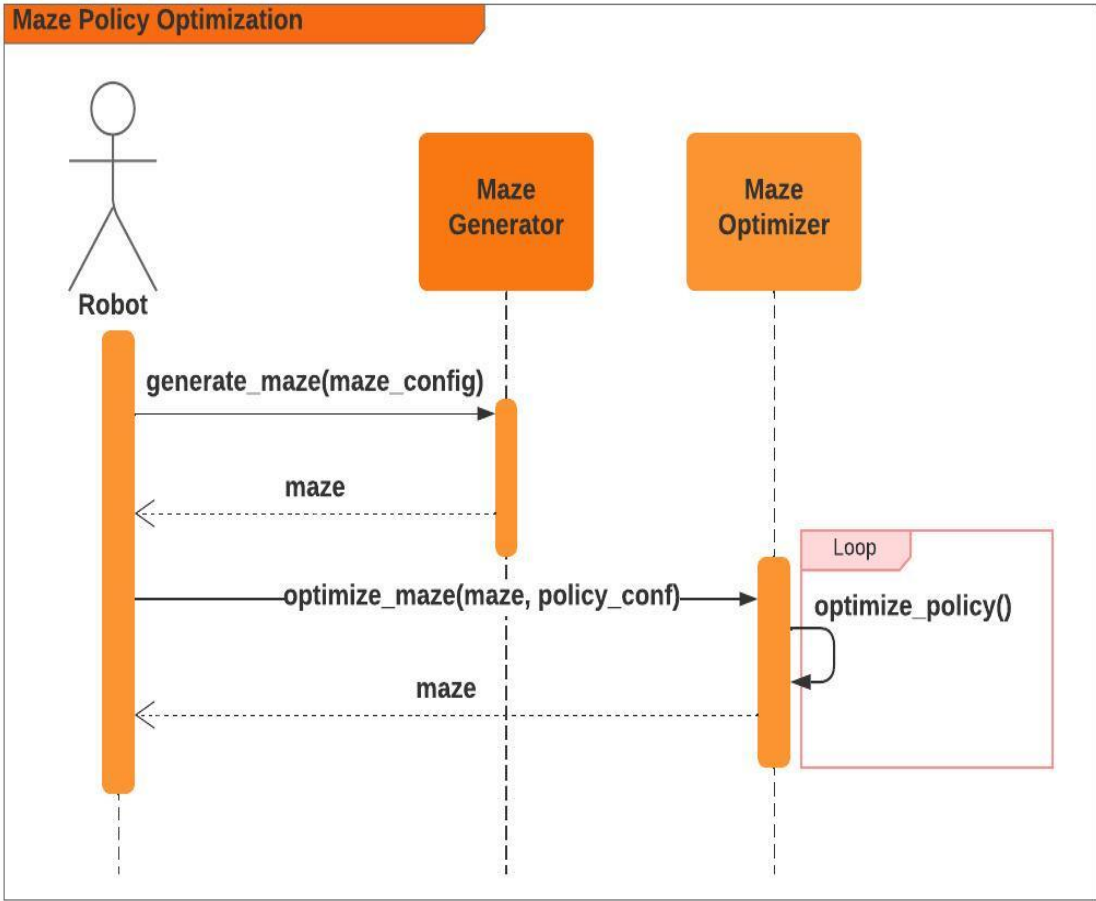 Maze Policy Optimization
Maze
Generator
Maze
Optimizer
Robot
generate_maze(maze_config)
maze
Loop
optimize_maze(maze, policy_conf)
optimize_policy()
maze